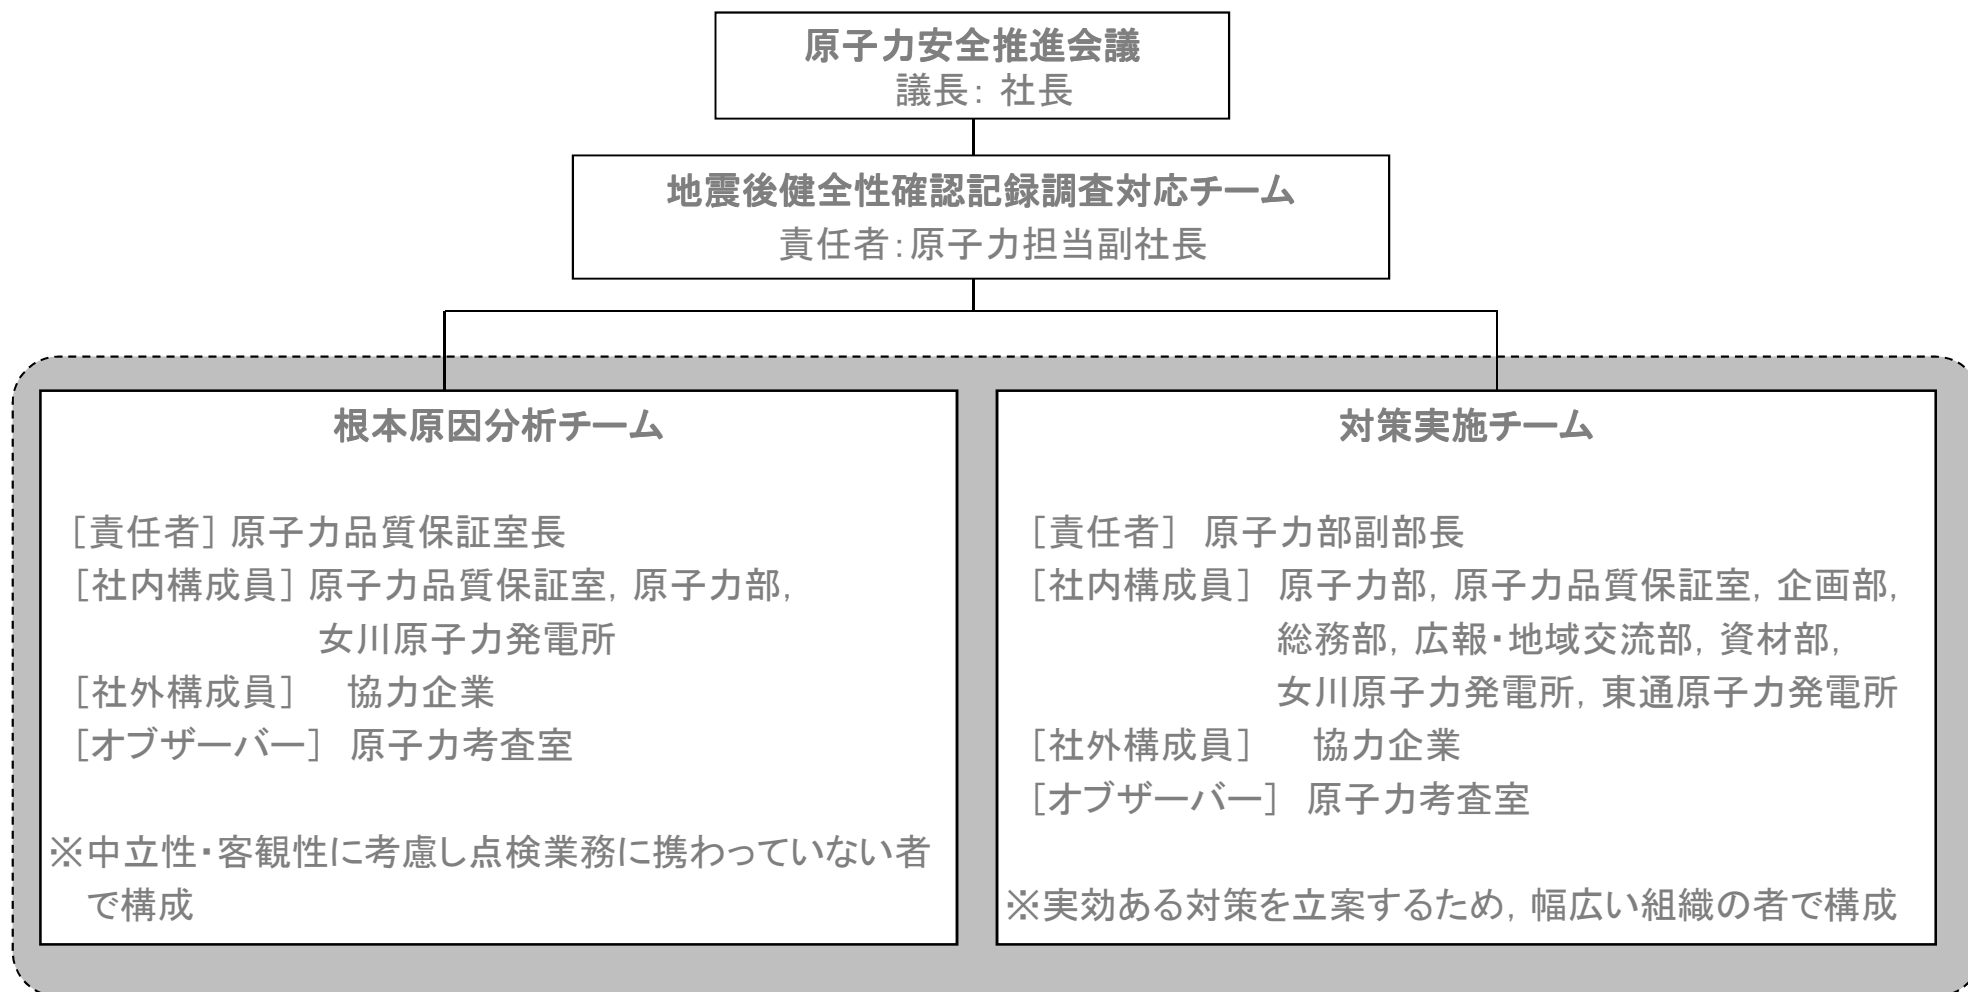 原子力安全推進会議
議長: 社長
地震後健全性確認記録調査対応チーム
責任者:原子力担当副社長
根本原因分析チーム
[責任者] 原子力品質保証室長
[社内構成員] 原子力品質保証室, 原子力部,
女川原子力発電所
[社外構成員] 協力企業
[オブザーバー] 原子力考査室
※中立性・客観性に考慮し点検業務に携わっていない者
で構成
対策実施チーム
[責任者] 原子力部副部長
[社内構成員] 原子力部, 原子力品質保証室, 企画部,
総務部, 広報・地域交流部, 資材部,
女川原子力発電所, 東通原子力発電所
[社外構成員] 協力企業
[オブザーバー] 原子力考査室
※実効ある対策を立案するため, 幅広い組織の者で構成